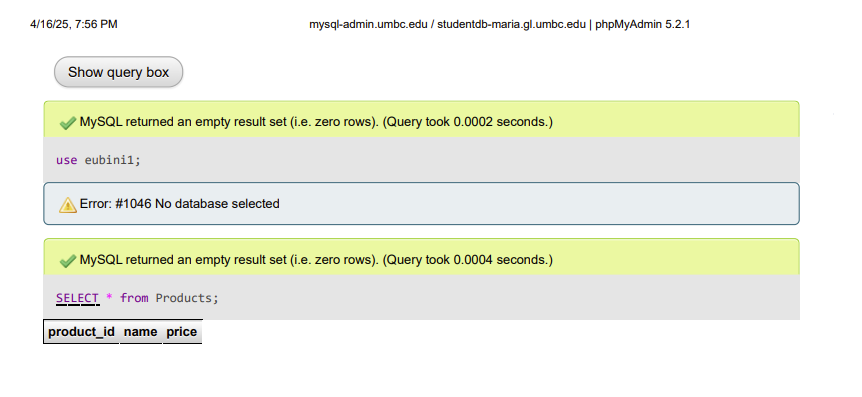 4/16/25, 7:56 PM mysql-admin.umbc.edu / studentdb-maria.gl.umbc.edu | phpMyAdmin 5.2.1
Show query box
MySQL returned an empty result set (i.e. zero rows). (Query took 0.0002 seconds.)
use eubini1;
Error: #1046 No database selected
MySQL returned an empty result set (i.e. zero rows). (Query took 0.0004 seconds.)
SELECT * from Products;
product_id name price